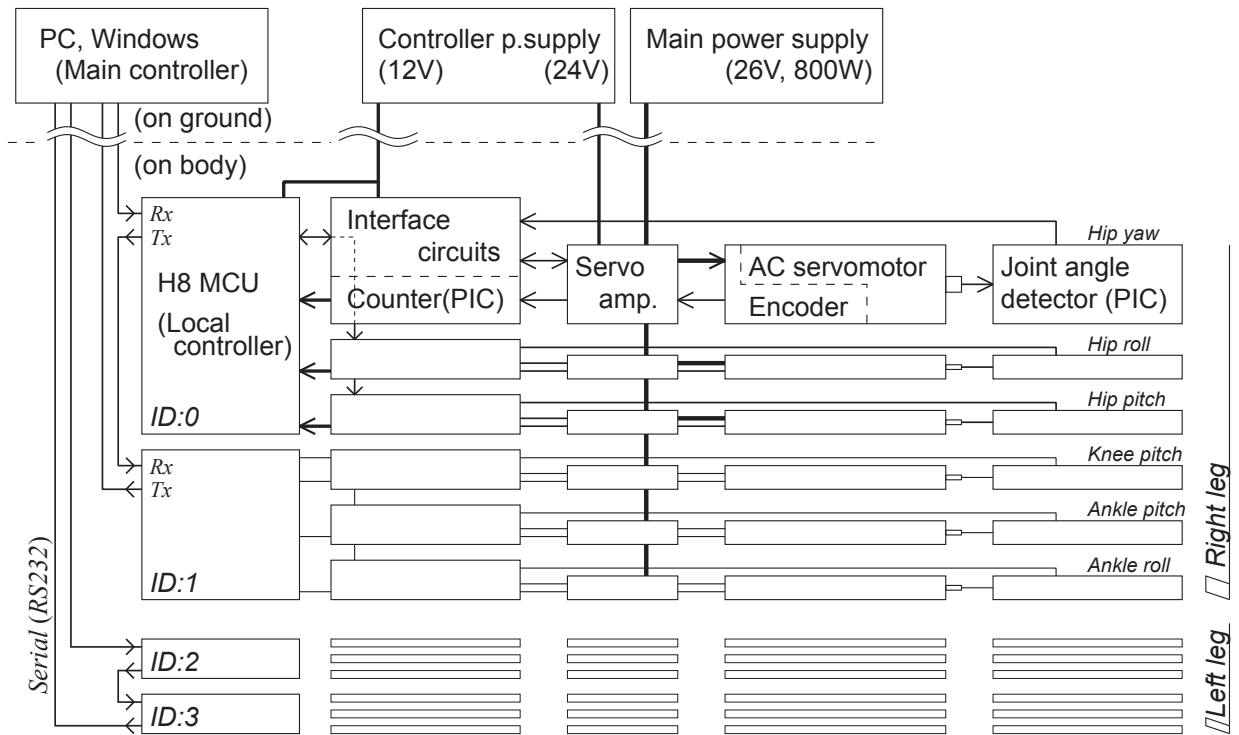 PC, Windows
(Main controller)
Controller p.supply
(12V) (24V)
Main power supply
(26V, 800W)
(on ground)
(on body)
Rx
Tx
H8 MCU
(Local
controller)
ID:0
Interface
circuits
Counter(PIC)
Servo
amp.
AC servomotor
Encoder
Hip yaw
Joint angle
detector (PIC)
Hip roll
Hip pitch
Rx
Tx
ID:1
Knee pitch
Ankle pitch
Ankle roll
Right leg
Serial (RS232)
ID:2
ID:3
Left leg